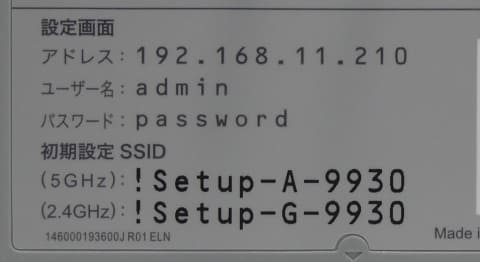 設定画面
アドレス：192.168.11.210
ユーザー名：admin
パスワード：password
初期設定 SSID
(5GHz)：!Setup-A-9930
(2.4GHz)：!Setup-G-9930
146000193600J R01 ELN
Made i